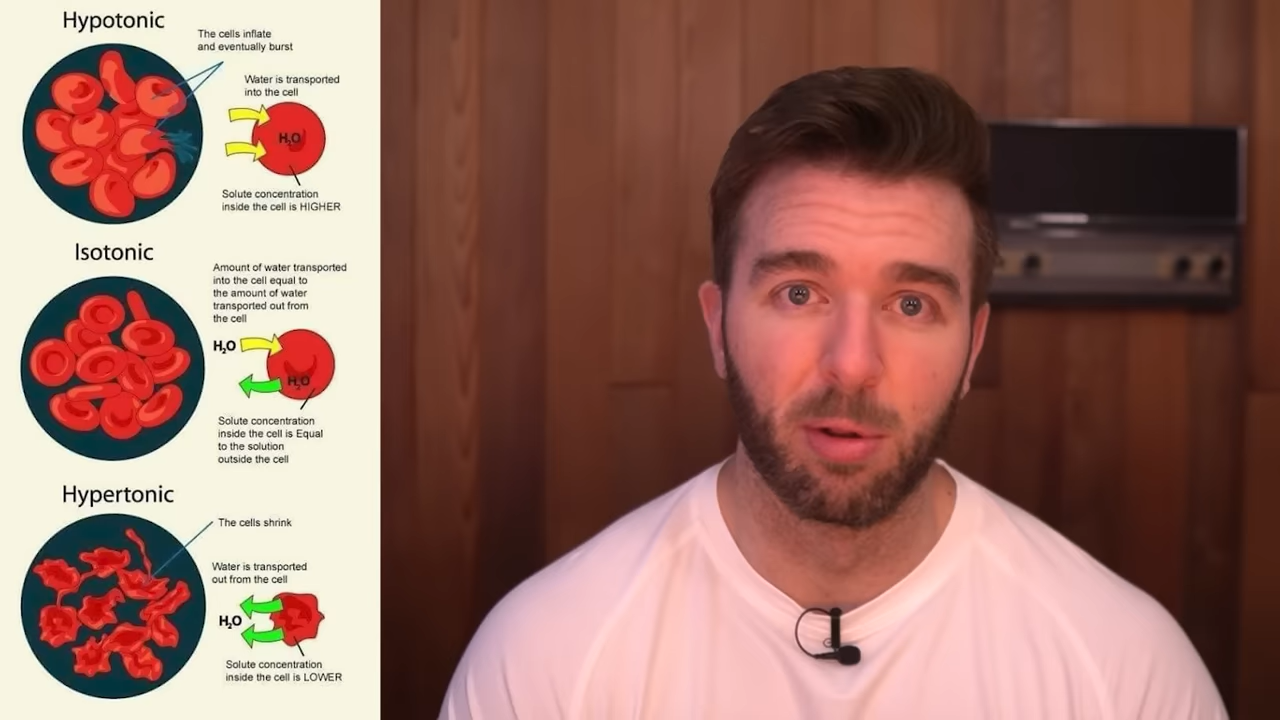 Hypotonic
The cells inflate
and eventually burst
Water is transported
into the cell
H₂O
Solute concentration
inside the cell is HIGHER
Isotonic
Amount of water transported
into the cell equal to
the amount of water
transported out from
the cell
H₂O
H₂O
Solute concentration
inside the cell is Equal
to the solution
outside the cell
Hypertonic
The cells shrink
Water is transported
out from the cell
H₂O
Solute concentration
inside the cell is LOWER